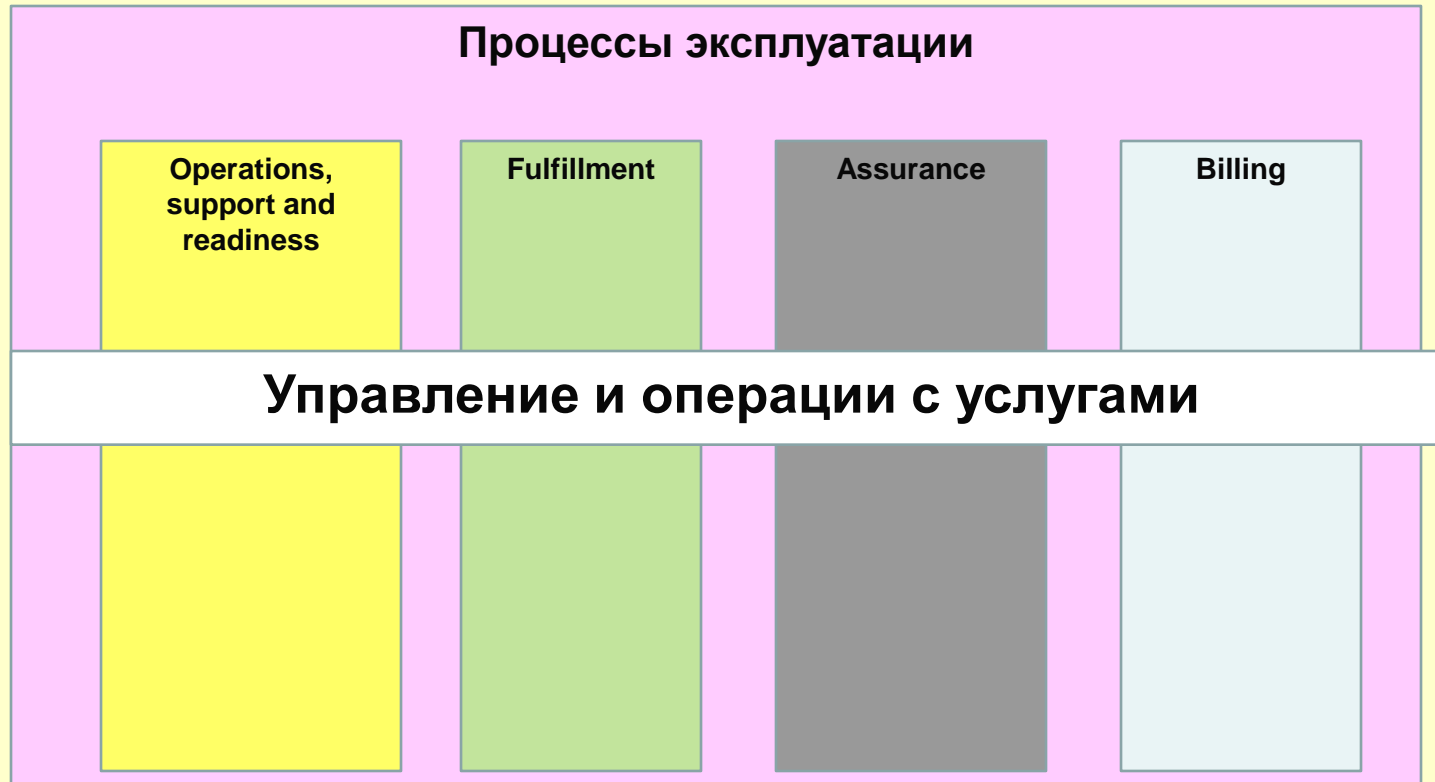 Процессы эксплуатации
Operations,
support and
readiness
Fulfillment
Assurance
Billing
Управление и операции с услугами